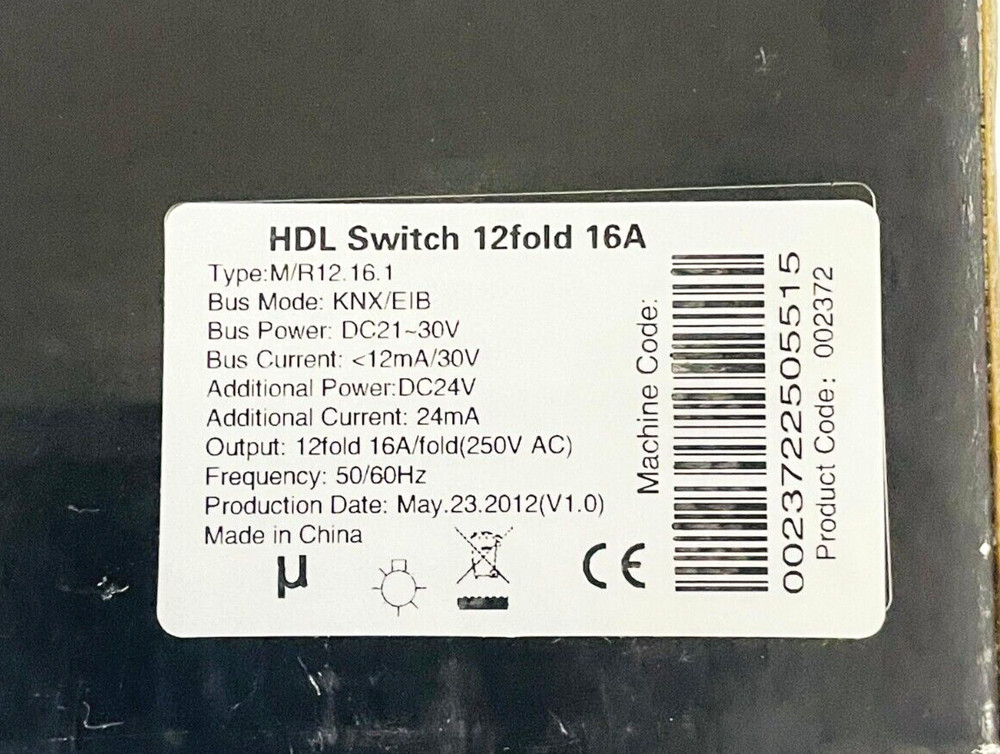 HDL Switch 12fold 16A
Type:M/R12.16.1
Bus Mode: KNX/EIB
Bus Power: DC21~30V
Bus Current: <12mA/30V
Additional Power:DC24V
Additional Current: 24mA
Output: 12fold 16A/fold(250V AC)
Frequency: 50/60Hz
Production Date: May.23.2012(V1.0)
Made in China
µ
CE
Machine Code:
0023722505515
Product Code: 002372